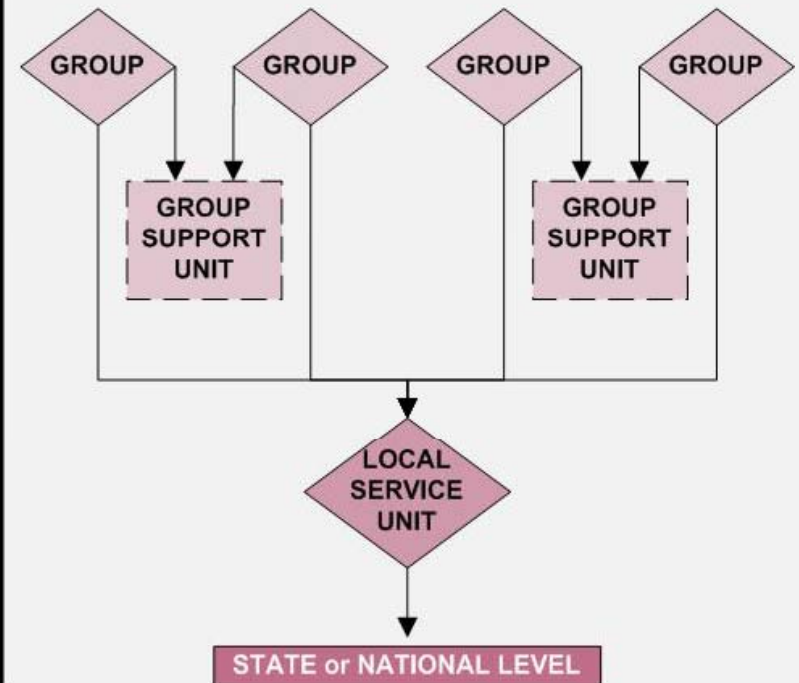 GROUP
GROUP
GROUP
GROUP
GROUP
SUPPORT
UNIT
GROUP
SUPPORT
UNIT
LOCAL
SERVICE
UNIT
STATE or NATIONAL LEVEL